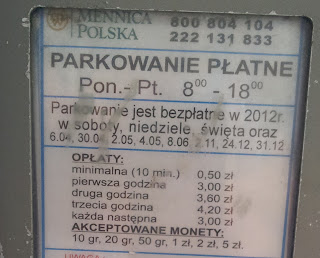 MENNICA 800 804 104
POLSKA 222 131 833
PARKOWANIE PŁATNE
Pon.- Pt. 8⁰⁰ - 18⁰⁰
Parkowanie jest bezpłatne w 2012r.
w soboty, niedziele, święta oraz
6.04, 30.04, 2.05, 4.05, 8.06, 2.11, 24.12, 31.12
OPŁATY:
minimalna (10 min.) 0,50 zł
pierwsza godzina 3,00 zł
druga godzina 3,60 zł
trzecia godzina 4,20 zł
każda następna 3,00 zł
AKCEPTOWANE MONETY:
10 gr, 20 gr, 50 gr, 1 zł, 2 zł, 5 zł.